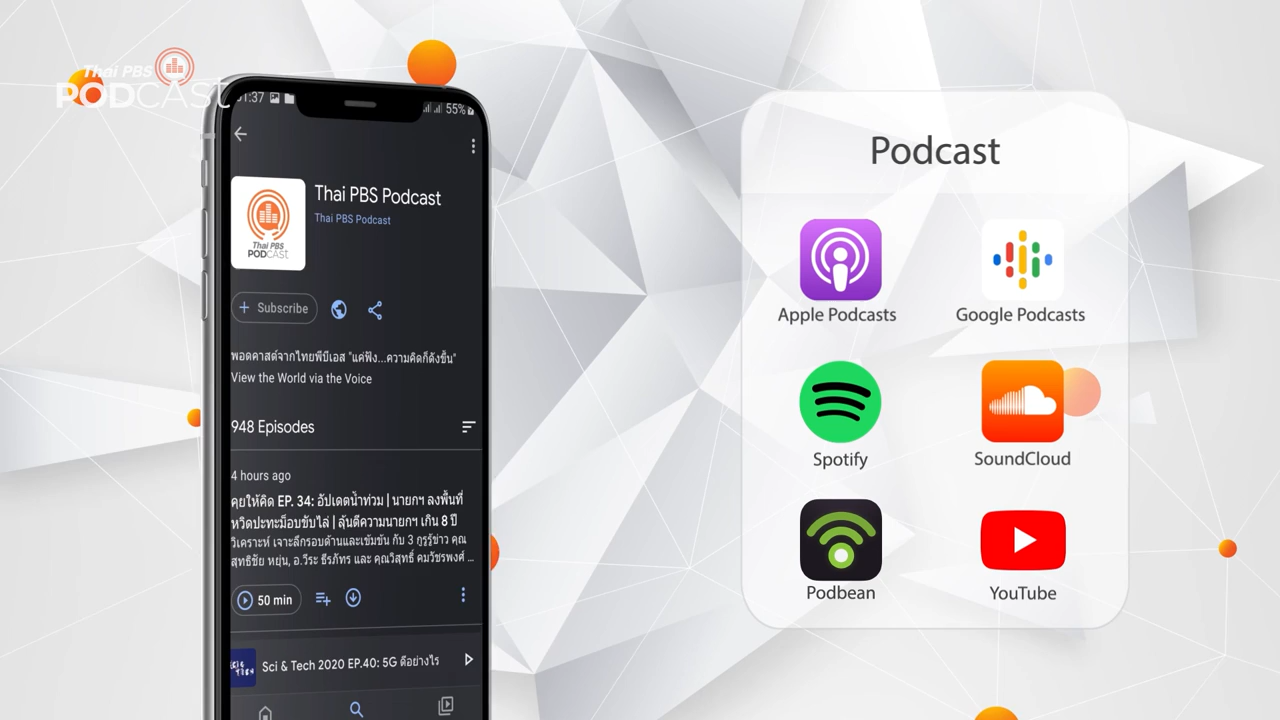 Thai PBS
PODCAST
1:37
55%
Thai PBS Podcast
Thai PBS Podcast
Thai PBS
PODCAST
+ Subscribe
พอดคาสต์จากไทยพีบีเอส "แค่ฟัง...ความคิดก็ดังขึ้น"
View the World via the Voice
948 Episodes
4 hours ago
คุยให้คิด EP. 34: อัปเดตน้ำท่วม | นายกฯ ลงพื้นที่
หวิดปะทะม็อบขับไล่ | ลุ้นตีความนายกฯ เกิน 8 ปี
วิเคราะห์ เจาะลึกรอบด้านและเข้มข้น กับ 3 กูรูรู้ข่าว คุณ
สุทธิชัย หยุ่น, อ.วีระ ธีรภัทร และ คุณวิสุทธิ์ คมวัชรพงศ์ ...
50 min
Sci & Tech 2020 EP.40: 5G ดีอย่างไร
Podcast
Apple Podcasts
Google Podcasts
Spotify
SoundCloud
Podbean
YouTube